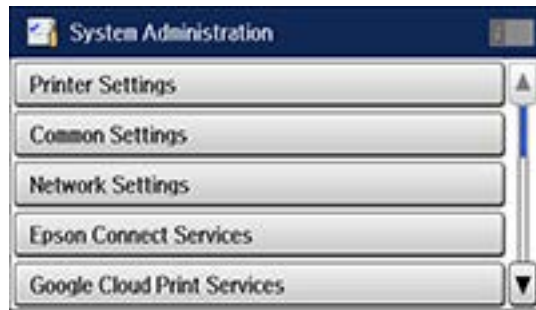 System Administration
Printer Settings
Common Settings
Network Settings
Epson Connect Services
Google Cloud Print Services